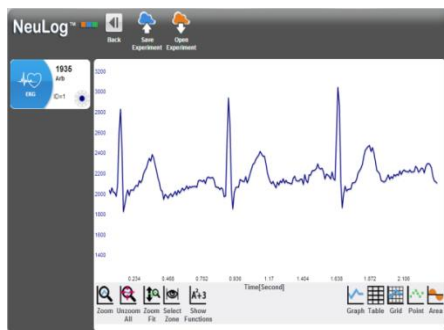 NeuLog™
Back
Save Experiment
Open Experiment
1935
Arb
EKG
ID=1
3200
3000
2800
2600
2400
2200
2000
1800
1600
1400
0.234 0.468 0.702 0.936 1.17 1.404 1.638 1.872 2.106
Time[Second]
Zoom
Unzoom All
Zoom Fit
Select Zone
Show Functions
Graph
Table
Grid
Point
Area